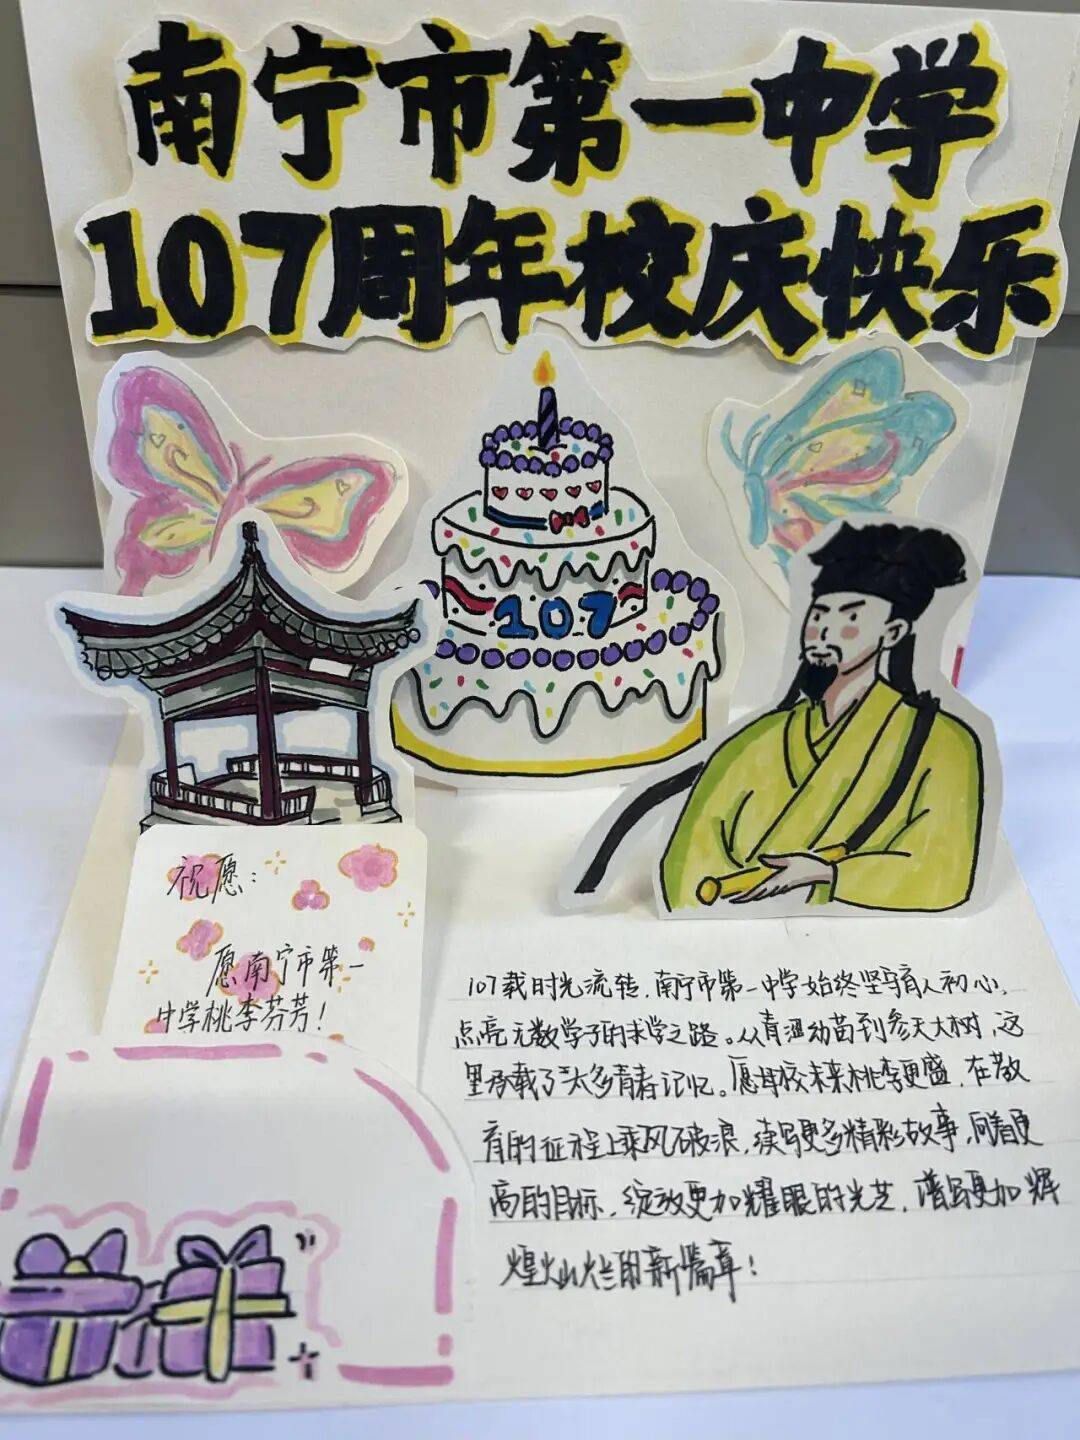 南宁市第一中学
107周年校庆快乐
107
祝愿:
愿南宁市第一
中学桃李芬芳!
107载时光流转,南宁市第一中学始终坚守育人初心,
点亮无数学子的求学之路。从青涩幼苗到参天大树,这
里承载了太多青春记忆。愿母校未来桃李更盛,在教
育的征程上乘风破浪,续写更多精彩故事,向着更
高的目标,绽放更加耀眼的光芒,谱写更加辉
煌灿烂的新篇章!